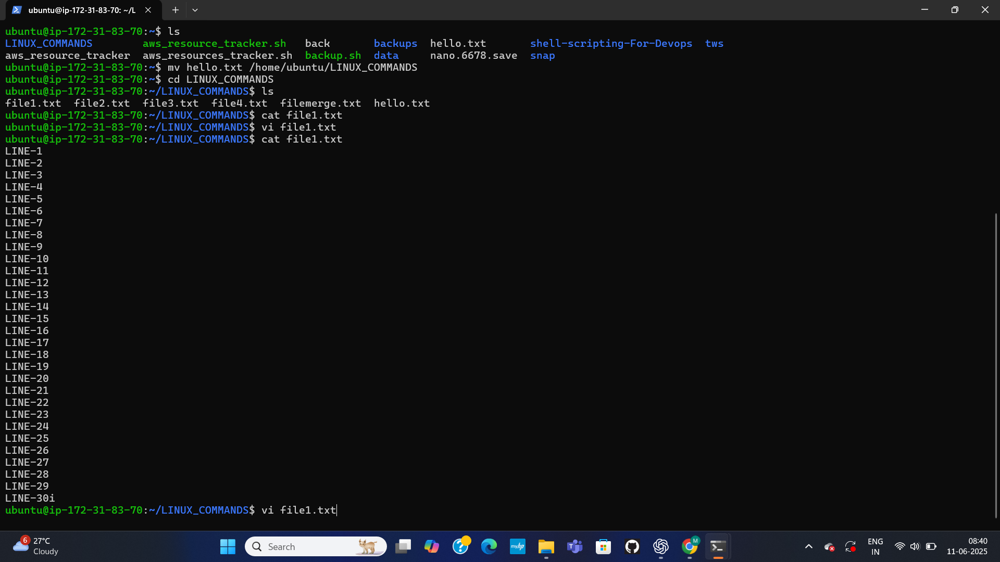 ubuntu@ip-172-31-83-70: ~/L
ubuntu@ip-172-31-83-70:~$ ls
LINUX_COMMANDS        aws_resource_tracker.sh   back       backups  hello.txt       shell-scripting-For-Devops  tws
aws_resource_tracker  aws_resources_tracker.sh  backup.sh  data     nano.6678.save  snap
ubuntu@ip-172-31-83-70:~$ mv hello.txt /home/ubuntu/LINUX_COMMANDS
ubuntu@ip-172-31-83-70:~$ cd LINUX_COMMANDS
ubuntu@ip-172-31-83-70:~/LINUX_COMMANDS$ ls
file1.txt  file2.txt  file3.txt  file4.txt  filemerge.txt  hello.txt
ubuntu@ip-172-31-83-70:~/LINUX_COMMANDS$ cat file1.txt
ubuntu@ip-172-31-83-70:~/LINUX_COMMANDS$ vi file1.txt
ubuntu@ip-172-31-83-70:~/LINUX_COMMANDS$ cat file1.txt
LINE-1
LINE-2
LINE-3
LINE-4
LINE-5
LINE-6
LINE-7
LINE-8
LINE-9
LINE-10
LINE-11
LINE-12
LINE-13
LINE-14
LINE-15
LINE-16
LINE-17
LINE-18
LINE-19
LINE-20
LINE-21
LINE-22
LINE-23
LINE-24
LINE-25
LINE-26
LINE-27
LINE-28
LINE-29
LINE-30i
ubuntu@ip-172-31-83-70:~/LINUX_COMMANDS$ vi file1.txt
6
27°C
Cloudy
Search
myhp
T
M
ENG
IN
08:40
11-06-2025